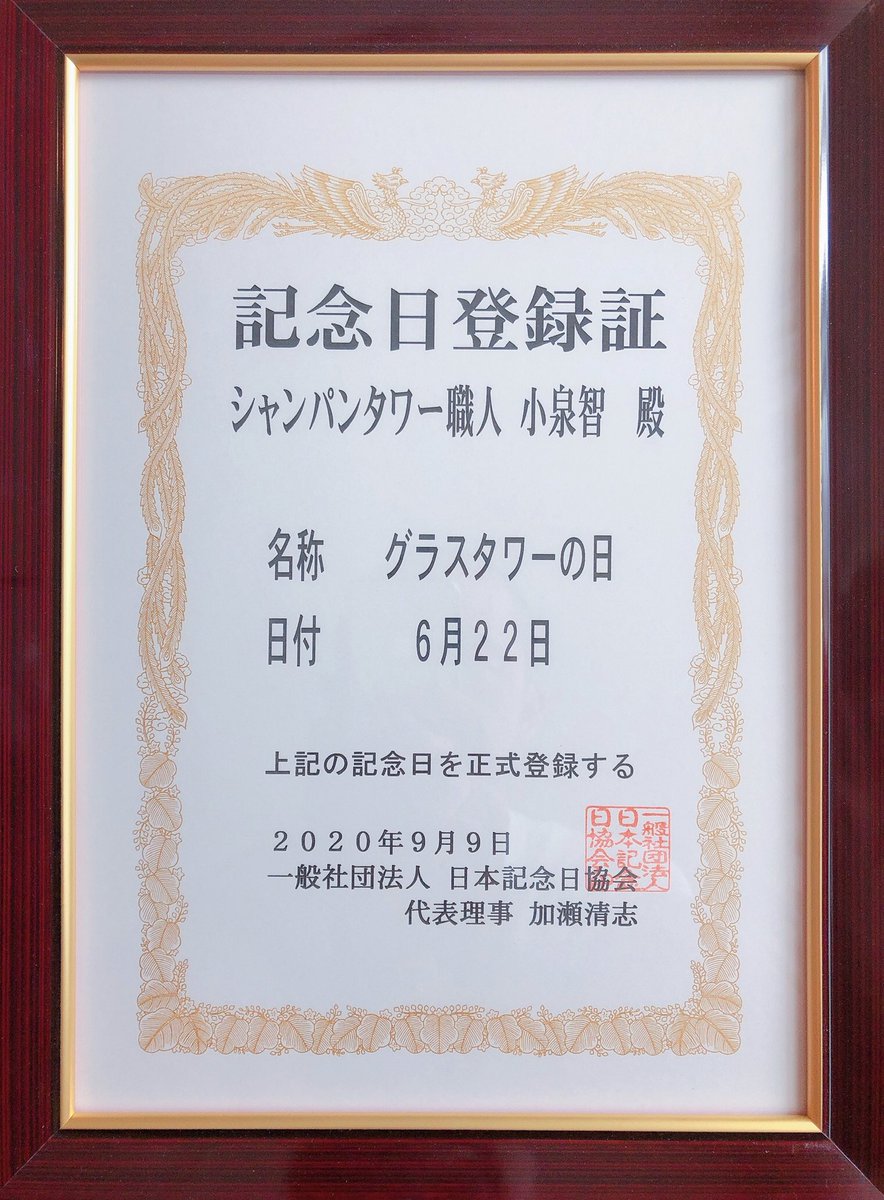 記念日登録証
シャンパンタワー職人 小泉智 殿
名称 グラスタワーの日
日付 6月22日
上記の記念日を正式登録する
2020年9月9日
一般社団法人 日本記念日協会
代表理事 加瀬清志
一般社団法人
日本記念
日協会